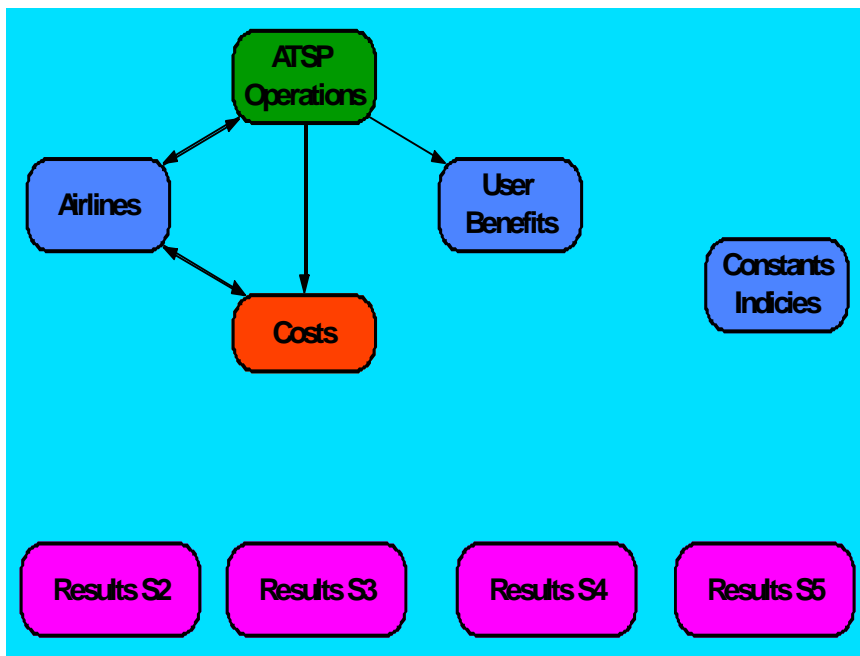 ATSP
Operations
Airlines
User
Benefits
Constants
Indicies
Costs
Results S2
Results S3
Results S4
Results S5